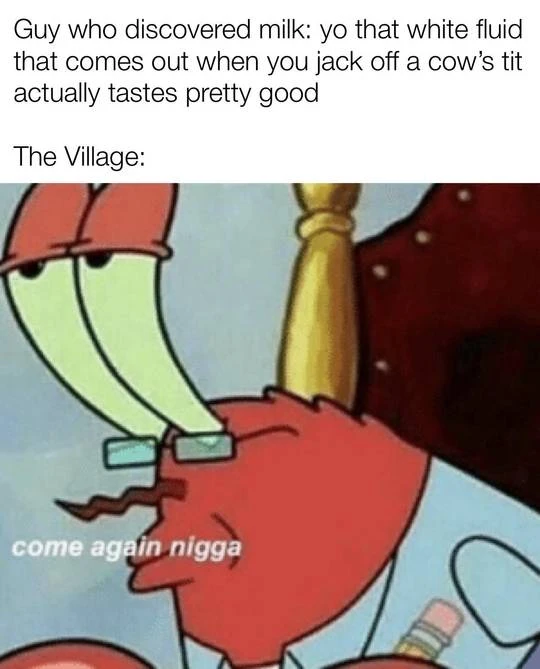 Guy who discovered milk: yo that white fluid
that comes out when you jack off a cow’s tit
actually tastes pretty good
The Village:
come again nigga